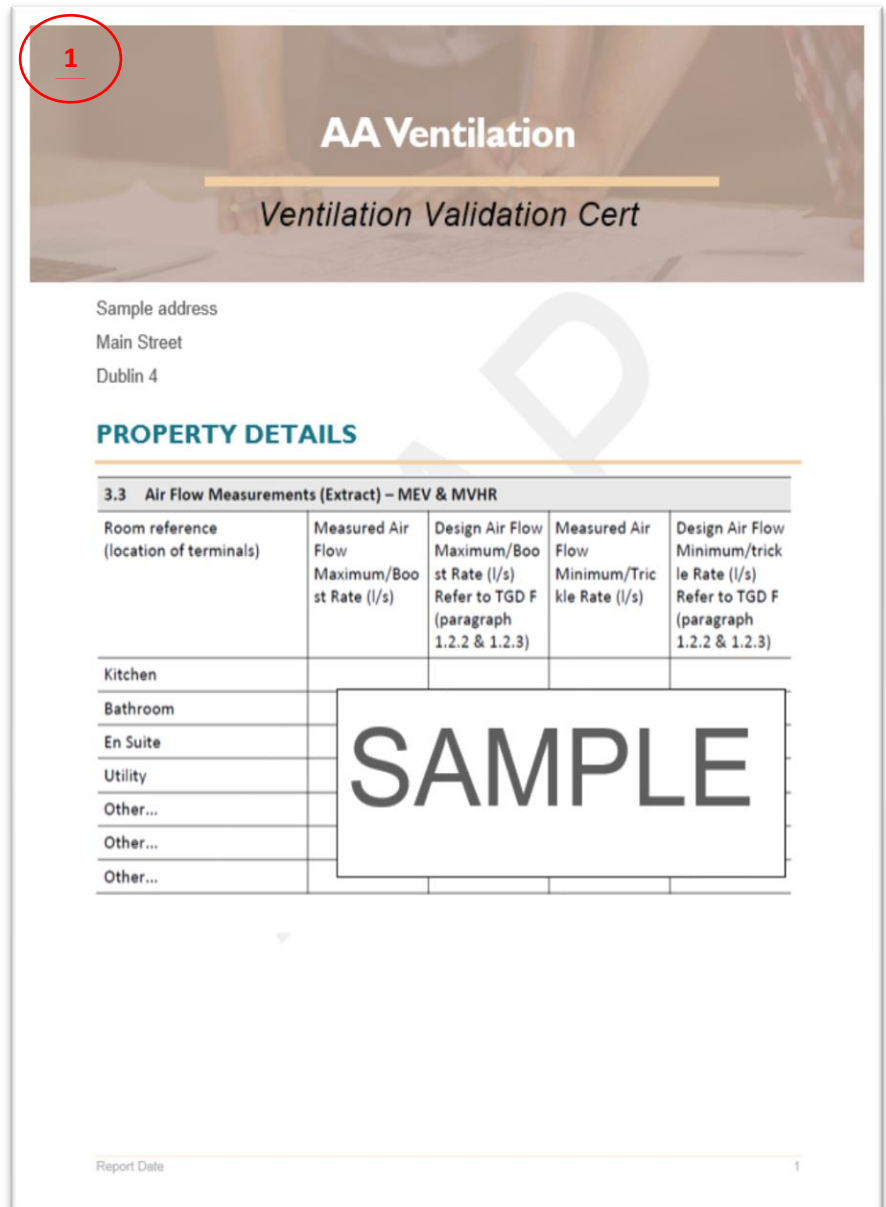 1
AA Ventilation
Ventilation Validation Cert
Sample address
Main Street
Dublin 4
PROPERTY DETAILS
3.3 Air Flow Measurements (Extract) – MEV & MVHR
Room reference
(location of terminals)
Measured Air
Flow
Maximum/Boo
st Rate (l/s)
Design Air Flow
Maximum/Boo
st Rate (l/s)
Refer to TGD F
(paragraph
1.2.2 & 1.2.3)
Measured Air
Flow
Minimum/Tric
kle Rate (l/s)
Design Air Flow
Minimum/trick
le Rate (l/s)
Refer to TGD F
(paragraph
1.2.2 & 1.2.3)
Kitchen
Bathroom
En Suite
Utility
Other...
Other...
Other...
SAMPLE
Report Date
1